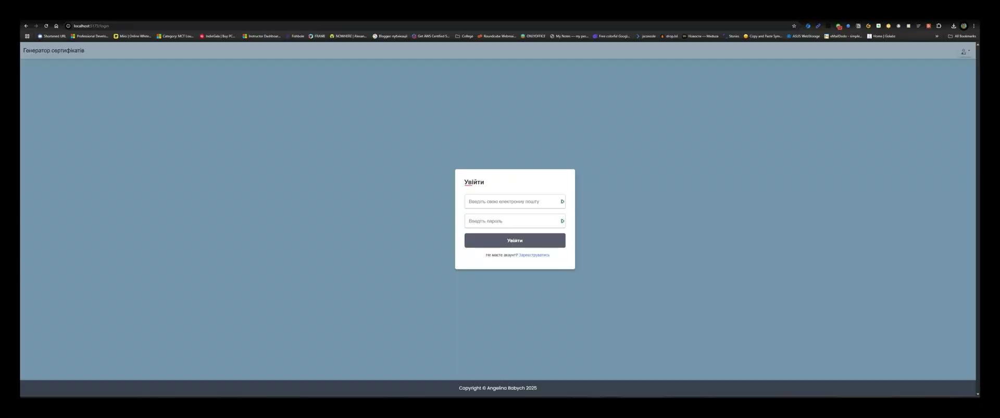 localhost:5173/login
Shortened URL
Professional Develo...
Miro | Online White...
Category: MCT Lou...
IndieGala | Buy PC...
Instructor Dashboar...
Fishbole
FRAME
NOWHERE | Alexan...
Blogger: публікації
Get AWS Certified S...
College
Roundcube Webmai...
ONLYOFFICE
My Notes — my per...
Free colorful Googl...
jsconsole
drop.lol
Новости — Meduza
Stories
Copy and Paste Sym...
ASUS WebStorage
eMailDodo - simple...
Home | Golabz
»
All Bookmarks
Генератор сертифікатів
Увійти
Введіть свою електронну пошту
Введіть пароль
Увійти
Не маєте акаунт? Зареєструватись
Copyright © Angelina Babych 2025